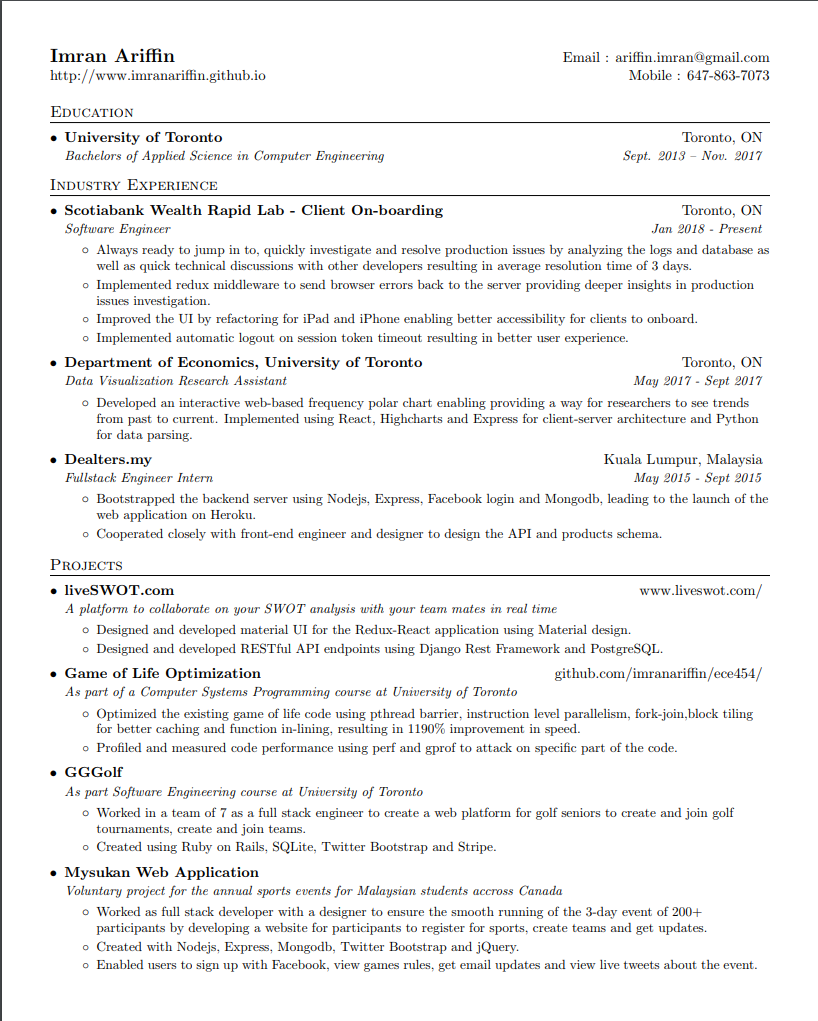 Imran Ariffin
Email : ariffin.imran@gmail.com
http://www.imranariffin.github.io
Mobile : 647-863-7073
Education
• University of Toronto
Toronto, ON
Bachelors of Applied Science in Computer Engineering
Sept. 2013 – Nov. 2017
Industry Experience
• Scotiabank Wealth Rapid Lab - Client On-boarding
Toronto, ON
Software Engineer
Jan 2018 - Present
◦ Always ready to jump in to, quickly investigate and resolve production issues by analyzing the logs and database as
well as quick technical discussions with other developers resulting in average resolution time of 3 days.
◦ Implemented redux middleware to send browser errors back to the server providing deeper insights in production
issues investigation.
◦ Improved the UI by refactoring for iPad and iPhone enabling better accessibility for clients to onboard.
◦ Implemented automatic logout on session token timeout resulting in better user experience.
• Department of Economics, University of Toronto
Toronto, ON
Data Visualization Research Assistant
May 2017 - Sept 2017
◦ Developed an interactive web-based frequency polar chart enabling providing a way for researchers to see trends
from past to current. Implemented using React, Highcharts and Express for client-server architecture and Python
for data parsing.
• Dealters.my
Kuala Lumpur, Malaysia
Fullstack Engineer Intern
May 2015 - Sept 2015
◦ Bootstrapped the backend server using Nodejs, Express, Facebook login and Mongodb, leading to the launch of the
web application on Heroku.
◦ Cooperated closely with front-end engineer and designer to design the API and products schema.
Projects
• liveSWOT.com
www.liveswot.com/
A platform to collaborate on your SWOT analysis with your team mates in real time
◦ Designed and developed material UI for the Redux-React application using Material design.
◦ Designed and developed RESTful API endpoints using Django Rest Framework and PostgreSQL.
• Game of Life Optimization
github.com/imranariffin/ece454/
As part of a Computer Systems Programming course at University of Toronto
◦ Optimized the existing game of life code using pthread barrier, instruction level parallelism, fork-join,block tiling
for better caching and function in-lining, resulting in 1190% improvement in speed.
◦ Profiled and measured code performance using perf and gprof to attack on specific part of the code.
• GGGolf
As part Software Engineering course at University of Toronto
◦ Worked in a team of 7 as a full stack engineer to create a web platform for golf seniors to create and join golf
tournaments, create and join teams.
◦ Created using Ruby on Rails, SQLite, Twitter Bootstrap and Stripe.
• Mysukan Web Application
Voluntary project for the annual sports events for Malaysian students accross Canada
◦ Worked as full stack developer with a designer to ensure the smooth running of the 3-day event of 200+
participants by developing a website for participants to register for sports, create teams and get updates.
◦ Created with Nodejs, Express, Mongodb, Twitter Bootstrap and jQuery.
◦ Enabled users to sign up with Facebook, view games rules, get email updates and view live tweets about the event.